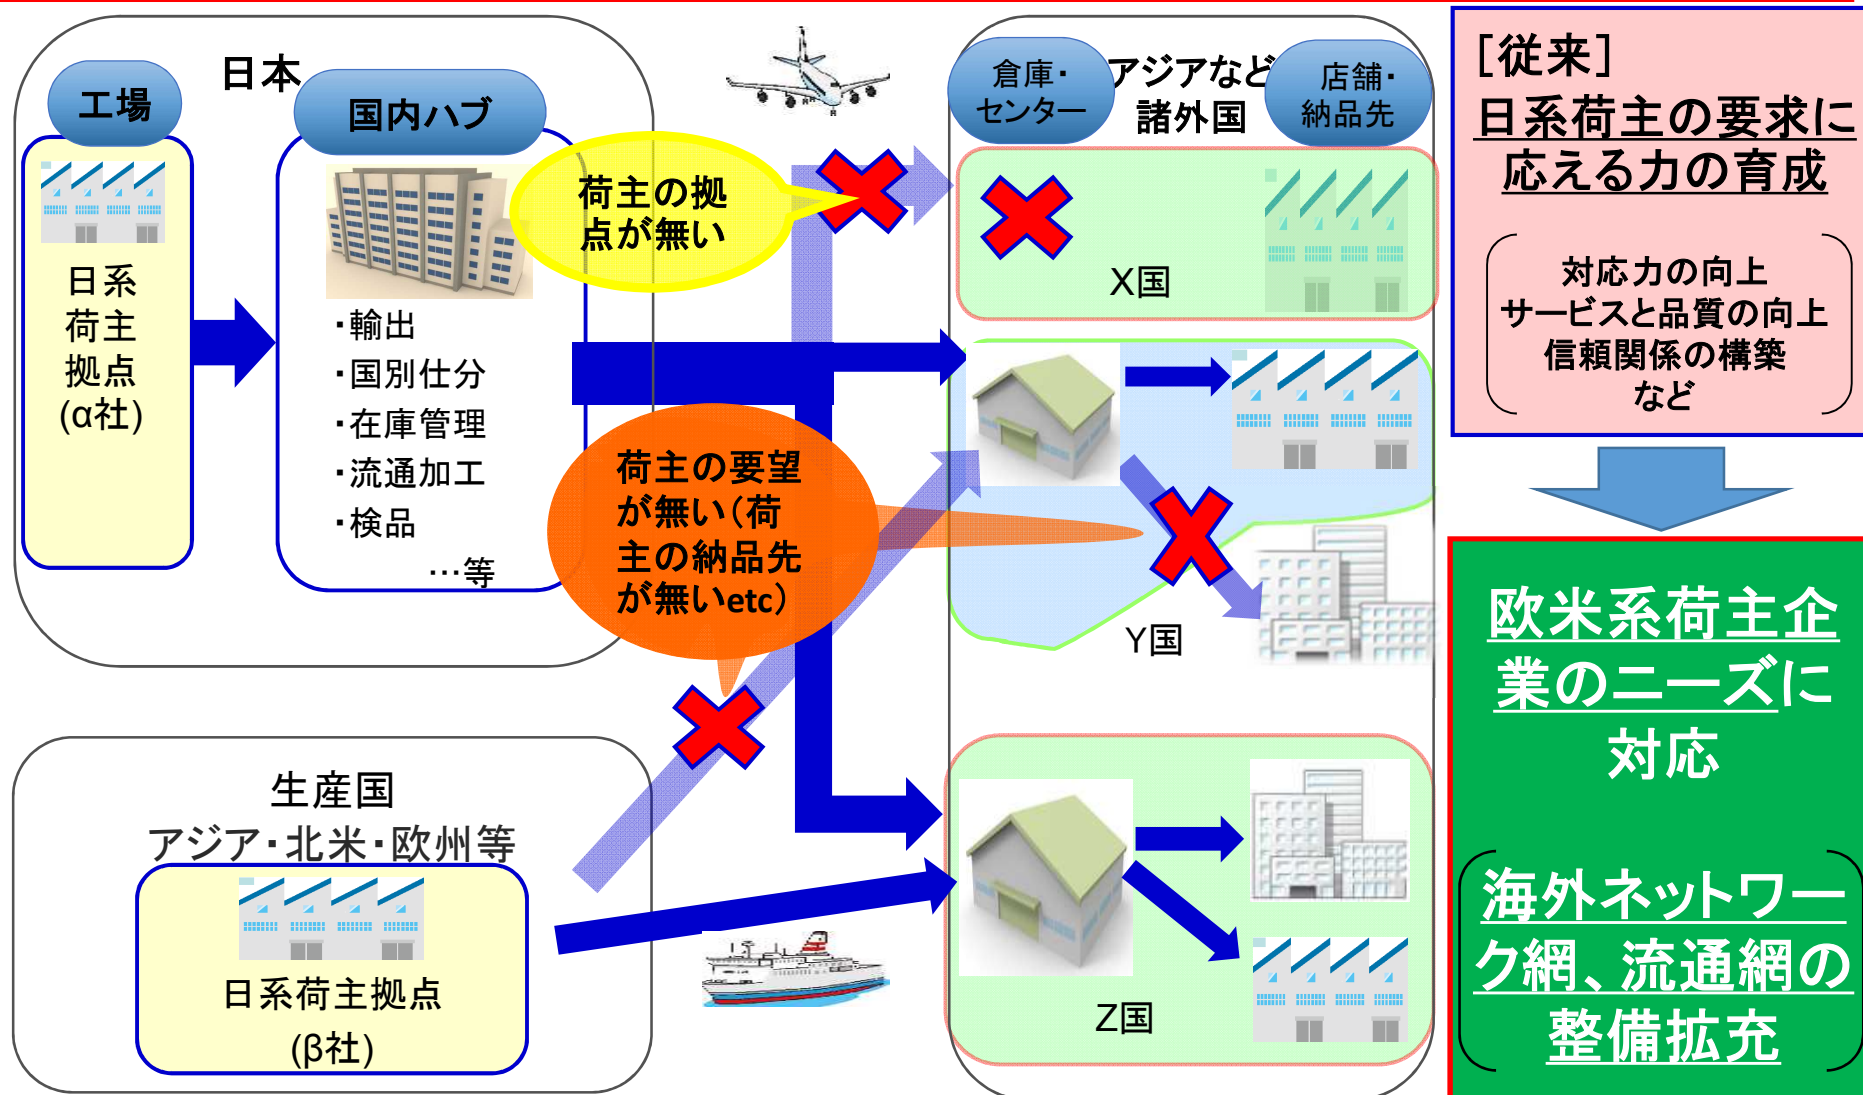 日本
工場
国内ハブ
日系
荷主
拠点
(α社)
・輸出
・国別仕分
・在庫管理
・流通加工
・検品
…等
荷主の拠
点が無い
荷主の要望
が無い（荷
主の納品先
が無いetc）
生産国
アジア・北米・欧州等
日系荷主拠点
(β社)
倉庫・
センター
アジアなど
諸外国
店舗・
納品先
X国
Y国
Z国
［従来］
日系荷主の要求に
応える力の育成
対応力の向上
サービスと品質の向上
信頼関係の構築
など
欧米系荷主企
業のニーズに
対応
海外ネットワー
ク網、流通網の
整備拡充